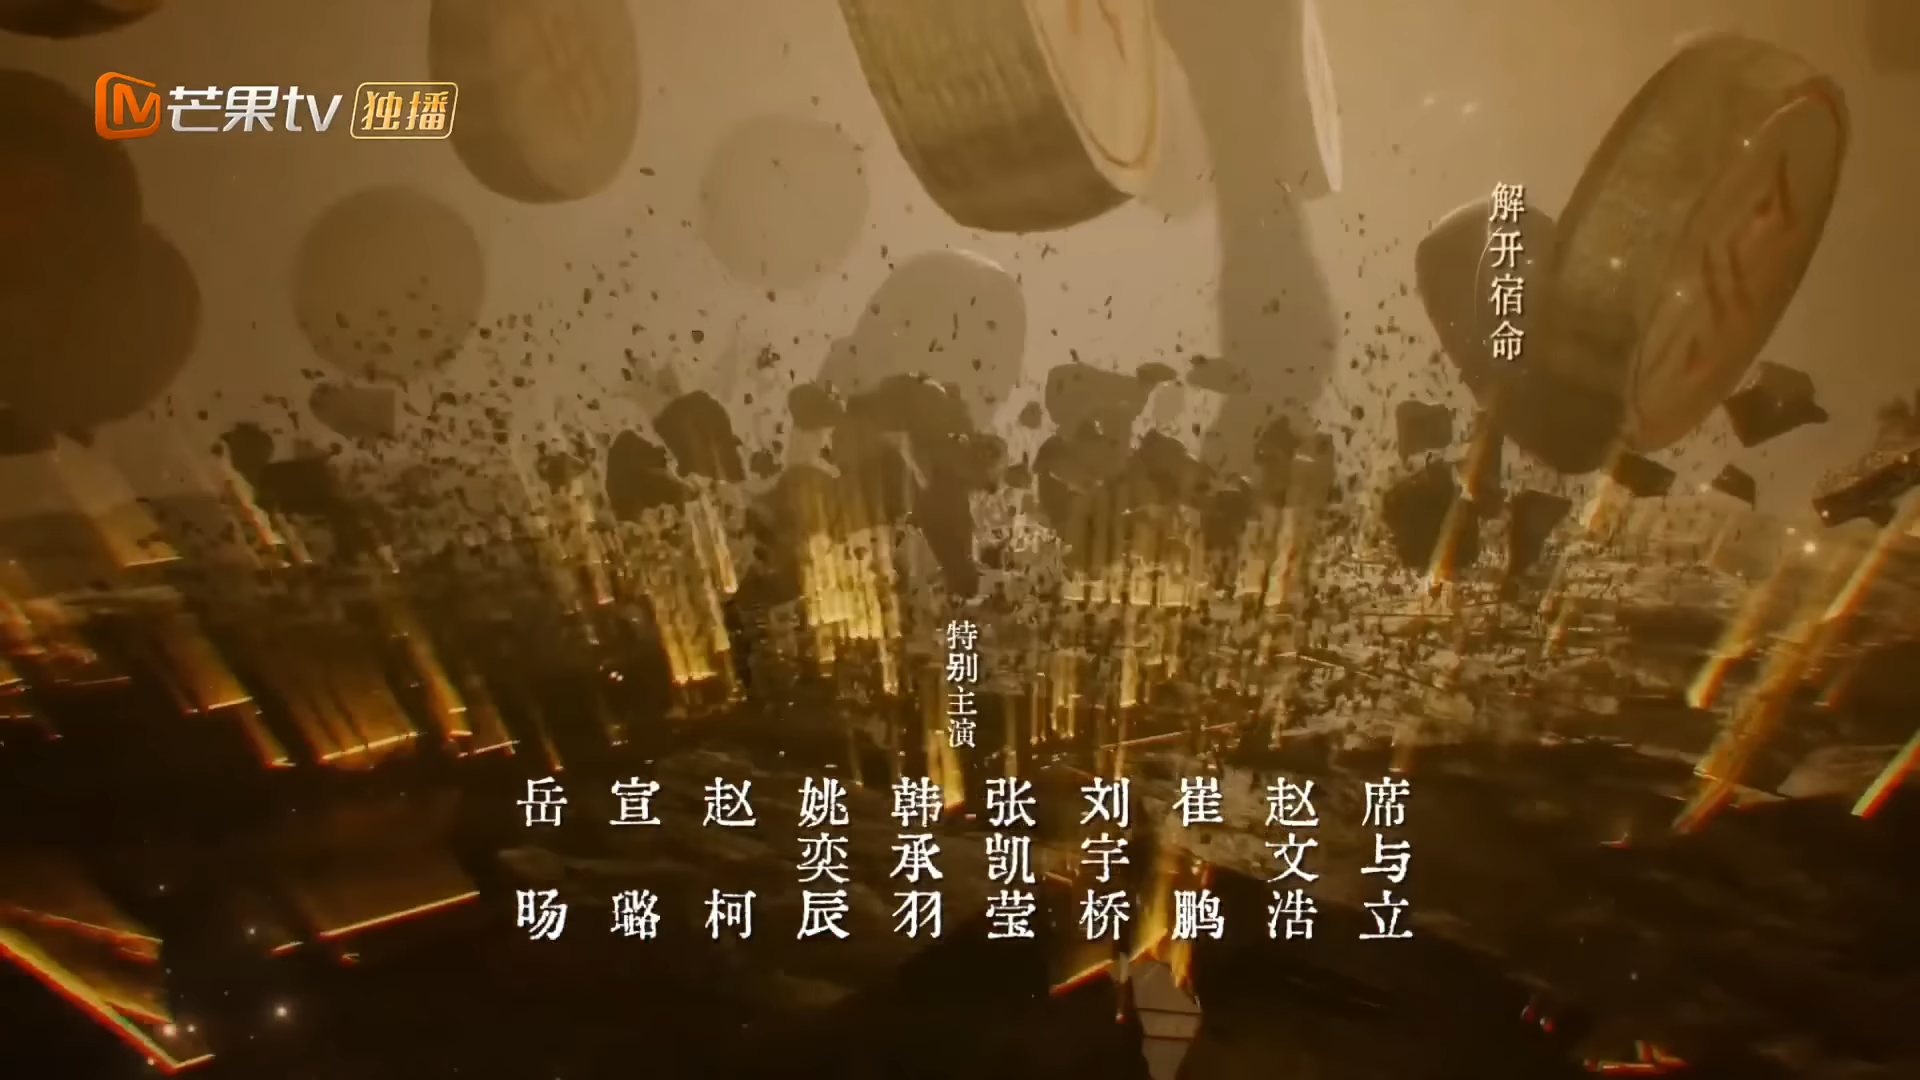 芒果tv 独播
解开宿命
特别主演
岳旸
宣璐
赵柯
姚奕辰
韩承羽
张凯莹
刘宇桥
崔鹏
赵文浩
席与立